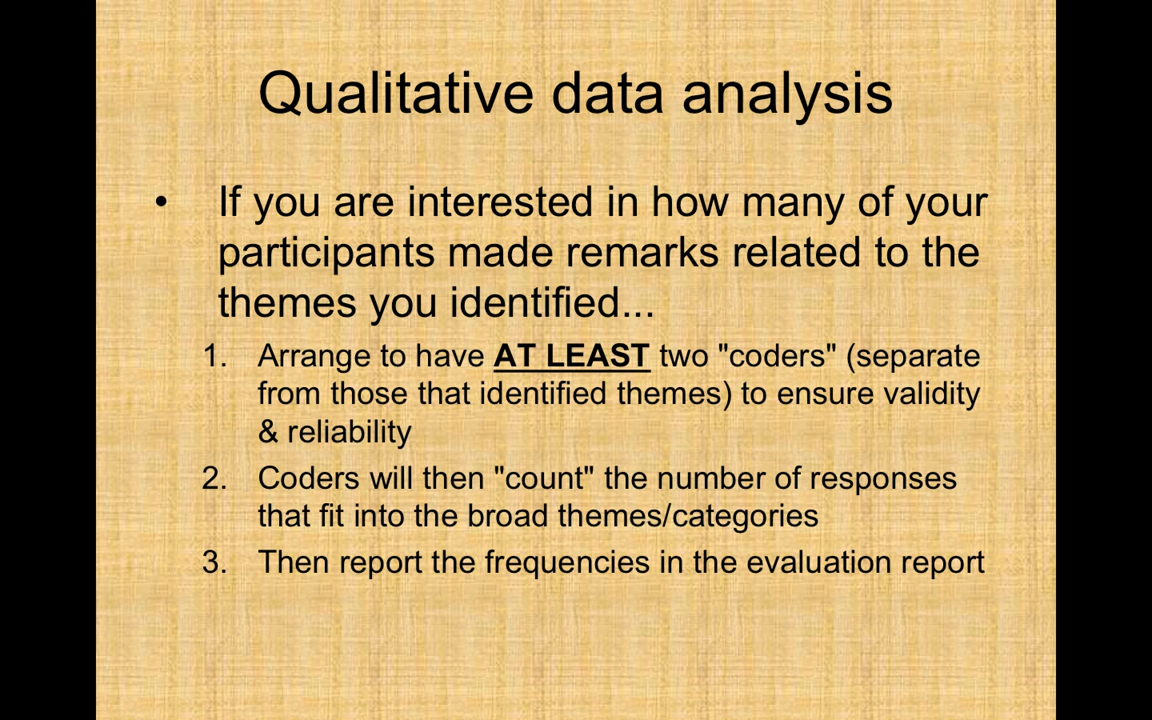 Qualitative data analysis
• If you are interested in how many of your
participants made remarks related to the
themes you identified...
1. Arrange to have AT LEAST two "coders" (separate
from those that identified themes) to ensure validity
& reliability
2. Coders will then "count" the number of responses
that fit into the broad themes/categories
3. Then report the frequencies in the evaluation report